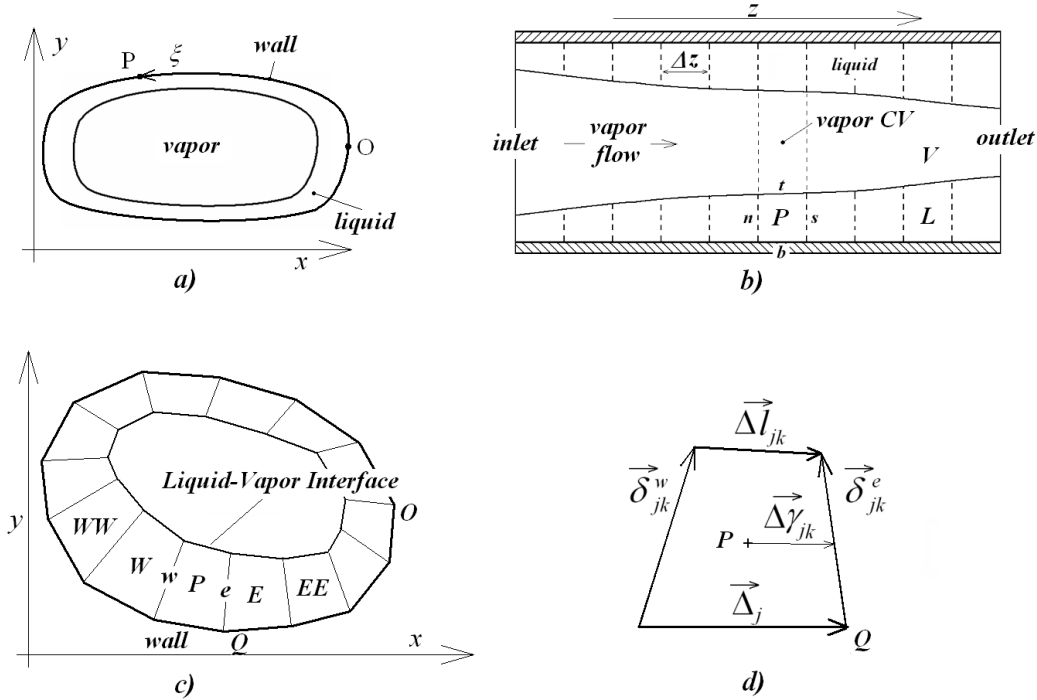 y
P
ξ
wall
vapor
O
liquid
x
a)
z
Δz
liquid
inlet
vapor
flow
vapor CV
outlet
V
t
n
P
s
L
b
b)
y
Liquid-Vapor Interface
O
WW
W
w
P
e
E
EE
wall
Q
x
c)
Δl_jk
δ^w_jk
δ^e_jk
P
Δγ_jk
Δ_j
Q
d)